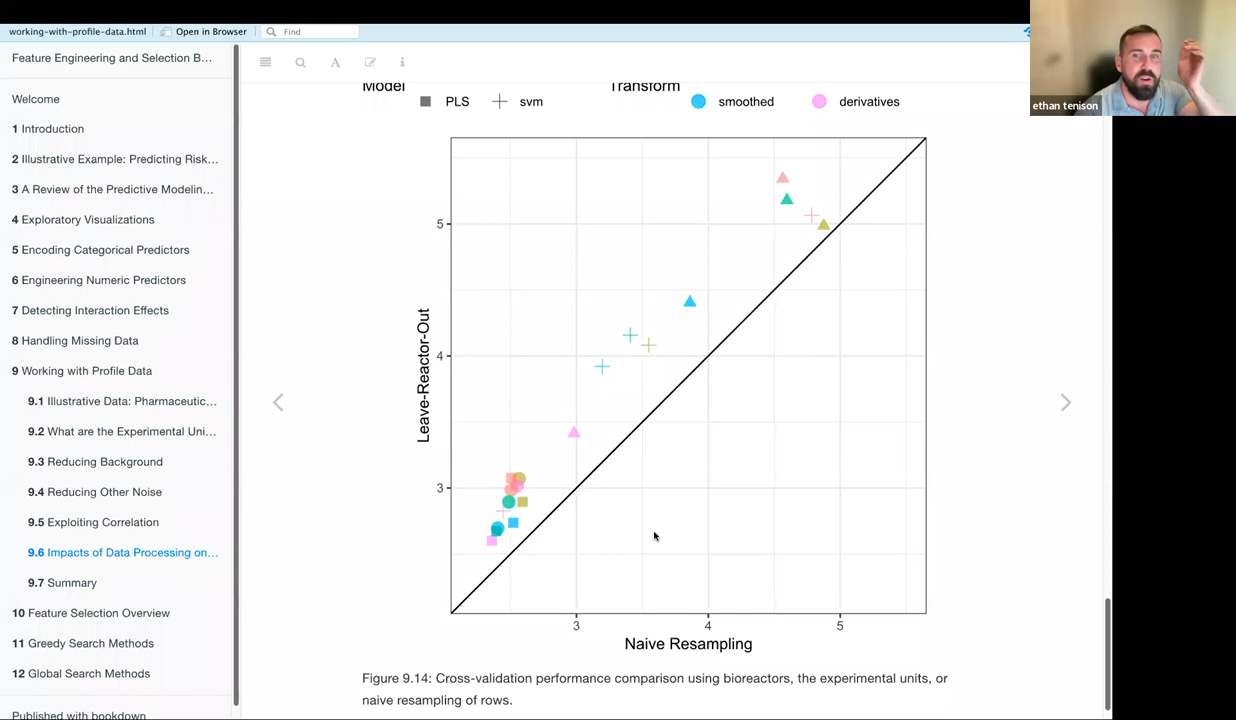 working-with-profile-data.html
Open in Browser
Find
Feature Engineering and Selection B...
Welcome
1 Introduction
2 Illustrative Example: Predicting Risk...
3 A Review of the Predictive Modelin...
4 Exploratory Visualizations
5 Encoding Categorical Predictors
6 Engineering Numeric Predictors
7 Detecting Interaction Effects
8 Handling Missing Data
9 Working with Profile Data
9.1 Illustrative Data: Pharmaceutic...
9.2 What are the Experimental Uni...
9.3 Reducing Background
9.4 Reducing Other Noise
9.5 Exploiting Correlation
9.6 Impacts of Data Processing on...
9.7 Summary
10 Feature Selection Overview
11 Greedy Search Methods
12 Global Search Methods
Published with bookdown
A
i
Model
PLS
svm
Transform
smoothed
derivatives
5
4
3
Leave-Reactor-Out
3
4
5
Naive Resampling
Figure 9.14: Cross-validation performance comparison using bioreactors, the experimental units, or
naive resampling of rows.
ethan tenison